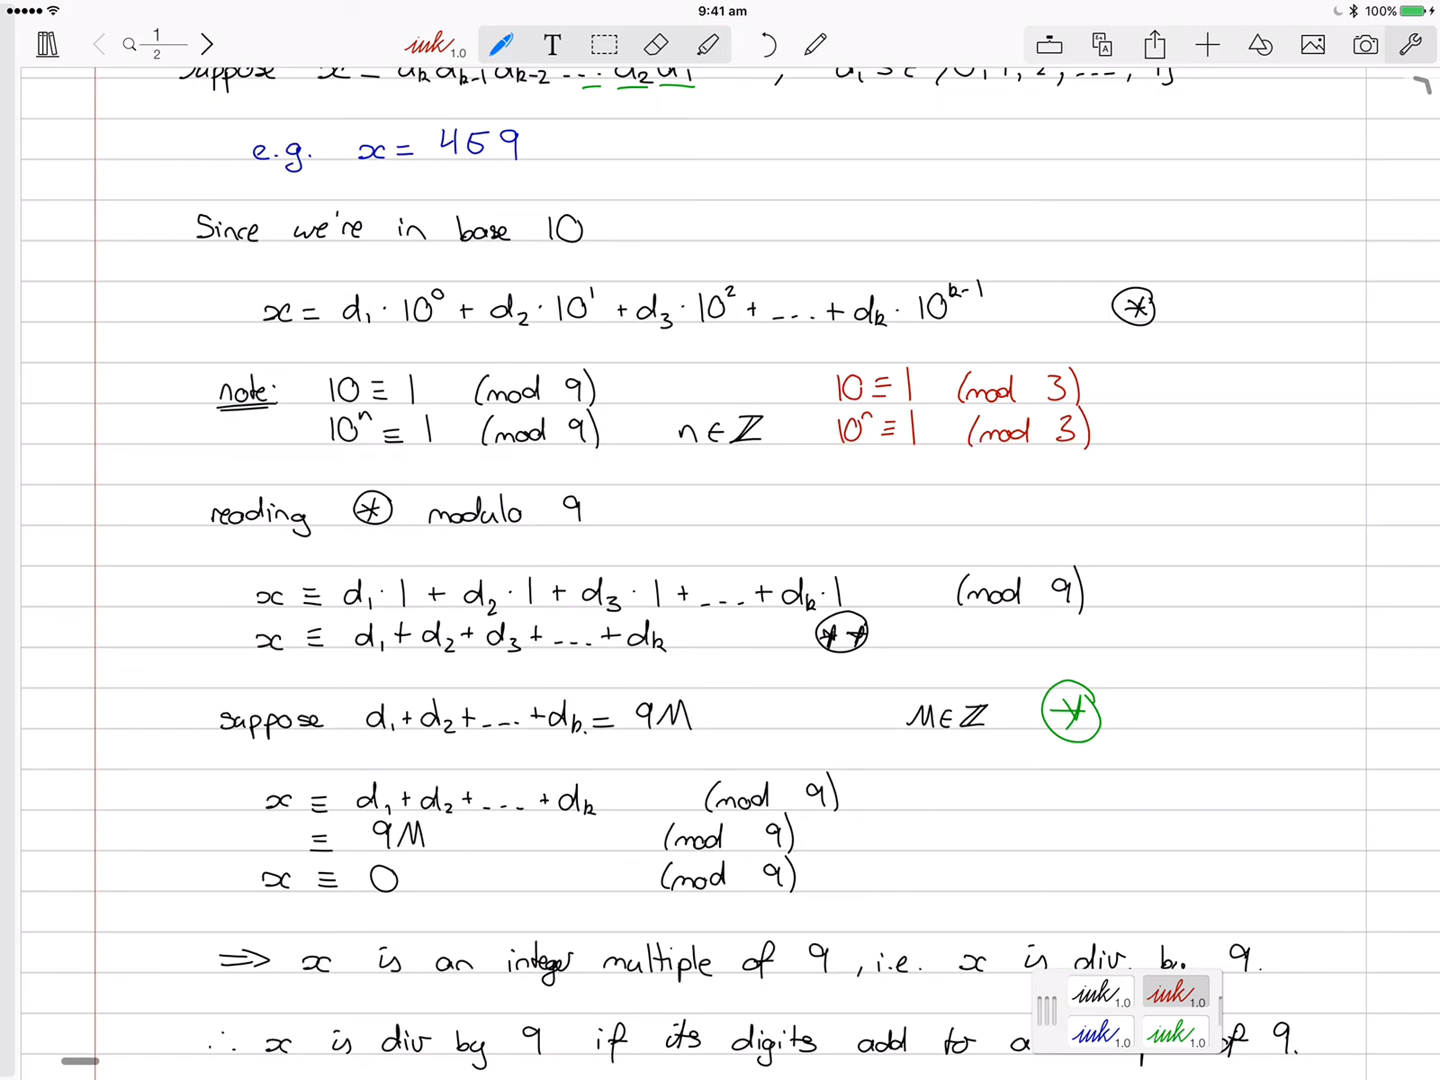 9:41 am
100%
1/2
ink 1.0
T
e.g. x = 459
Since we're in base 10
x = d₁·10⁰ + d₂·10¹ + d₃·10² + ... + dₖ·10ᵏ⁻¹ ⊛
note: 10 ≡ 1 (mod 9) 10 ≡ 1 (mod 3)
10ⁿ ≡ 1 (mod 9) n ∈ ℤ 10ⁿ ≡ 1 (mod 3)
reading ⊛ modulo 9
x ≡ d₁·1 + d₂·1 + d₃·1 + ... + dₖ·1 (mod 9)
x ≡ d₁ + d₂ + d₃ + ... + dₖ (**)
suppose d₁ + d₂ + ... + dₖ = 9M M ∈ ℤ ⊛
x ≡ d₁ + d₂ + ... + dₖ (mod 9)
≡ 9M (mod 9)
x ≡ 0 (mod 9)
⇒ x is an integer multiple of 9, i.e. x is div. 9.
ink 1.0 ink 1.0
ink 1.0 ink 1.0
∴ x is div by 9 if its digits add to a of 9.